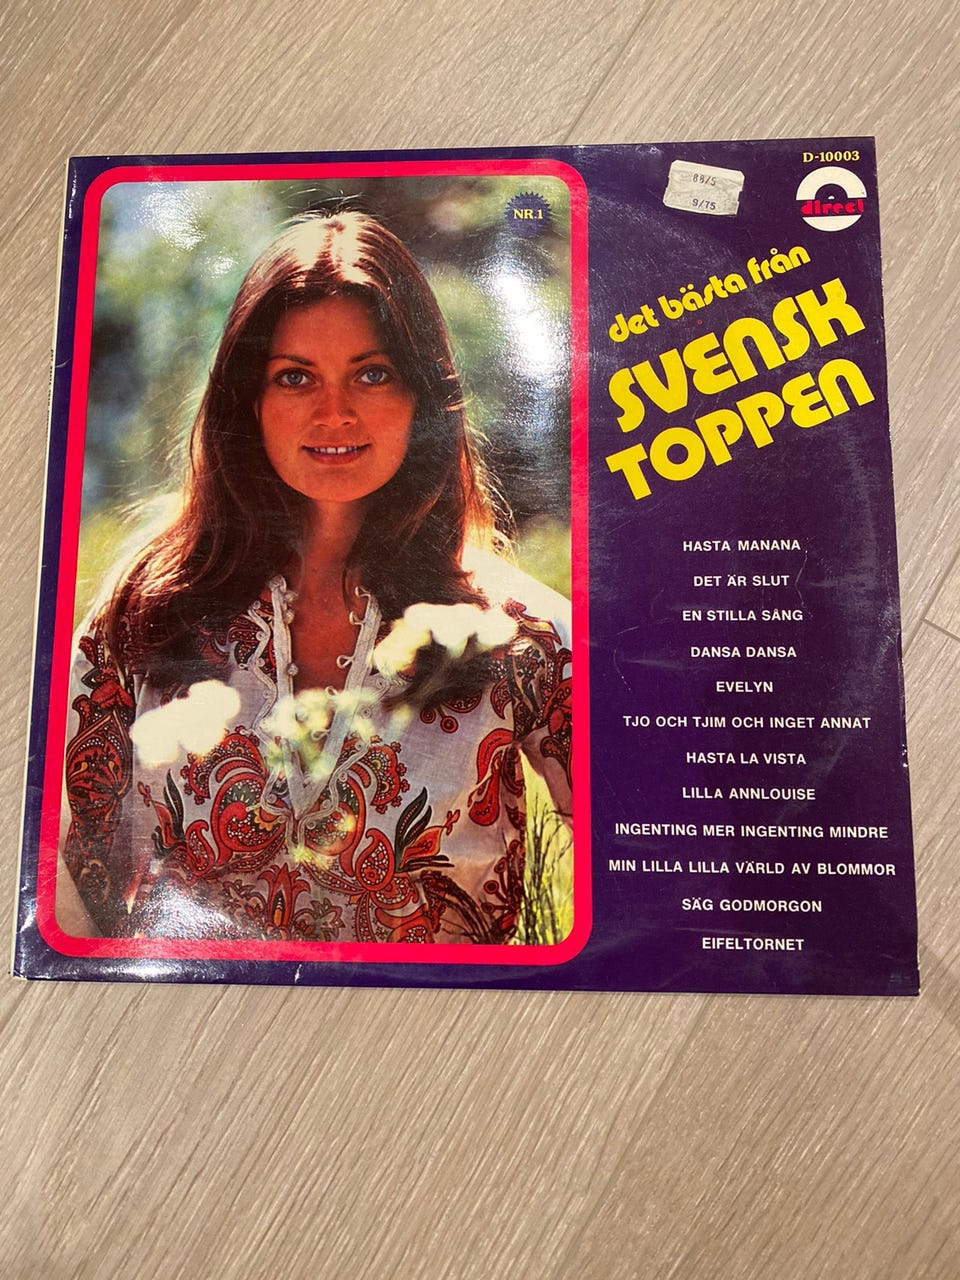 D-10003
direct
88/5
9/75
NR.1
det bästa från
SVENSK
TOPPEN
HASTA MANANA
DET ÄR SLUT
EN STILLA SÅNG
DANSA DANSA
EVELYN
TJO OCH TJIM OCH INGET ANNAT
HASTA LA VISTA
LILLA ANNLOUISE
INGENTING MER INGENTING MINDRE
MIN LILLA LILLA VÄRLD AV BLOMMOR
SÄG GODMORGON
EIFELTORNET